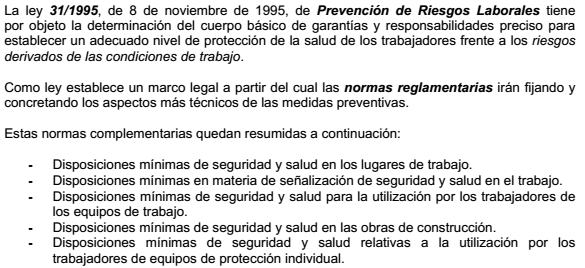 La ley 31/1995, de 8 de noviembre de 1995, de Prevención de Riesgos Laborales tiene
por objeto la determinación del cuerpo básico de garantías y responsabilidades preciso para
establecer un adecuado nivel de protección de la salud de los trabajadores frente a los riesgos
derivados de las condiciones de trabajo.
Como ley establece un marco legal a partir del cual las normas reglamentarias irán fijando y
concretando los aspectos más técnicos de las medidas preventivas.
Estas normas complementarias quedan resumidas a continuación:
- Disposiciones mínimas de seguridad y salud en los lugares de trabajo.
- Disposiciones mínimas en materia de señalización de seguridad y salud en el trabajo.
- Disposiciones mínimas de seguridad y salud para la utilización por los trabajadores de
los equipos de trabajo.
- Disposiciones mínimas de seguridad y salud en las obras de construcción.
- Disposiciones mínimas de seguridad y salud relativas a la utilización por los
trabajadores de equipos de protección individual.